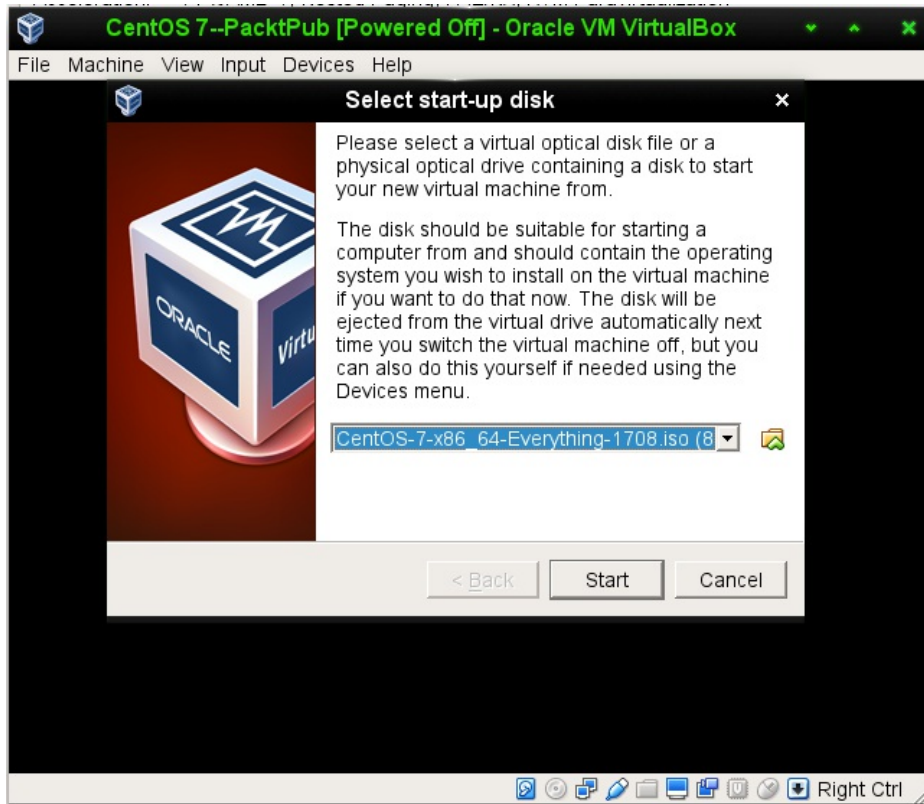 CentOS 7--PacktPub [Powered Off] - Oracle VM VirtualBox
File Machine View Input Devices Help
Select start-up disk
Please select a virtual optical disk file or a
physical optical drive containing a disk to start
your new virtual machine from.
The disk should be suitable for starting a
computer from and should contain the operating
system you wish to install on the virtual machine
if you want to do that now. The disk will be
ejected from the virtual drive automatically next
time you switch the virtual machine off, but you
can also do this yourself if needed using the
Devices menu.
ORACLE
Virtu
CentOS-7-x86_64-Everything-1708.iso (8
< Back Start Cancel
Right Ctrl